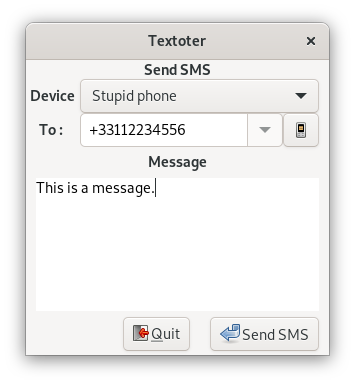 Textoter
Send SMS
Device Stupid phone
To : +33112234556
Message
This is a message.
Quit Send SMS